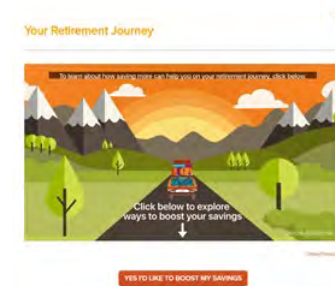 Your Retirement Journey
To learn about how saving more can help you on your retirement journey, click below.
Click below to explore
ways to boost your savings
YES I'D LIKE TO BOOST MY SAVINGS